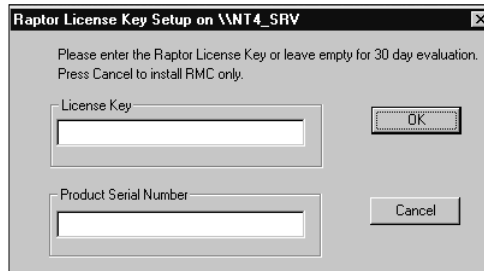 Raptor License Key Setup on \\NT4_SRV
Please enter the Raptor License Key or leave empty for 30 day evaluation.
Press Cancel to install RMC only.
License Key
OK
Product Serial Number
Cancel